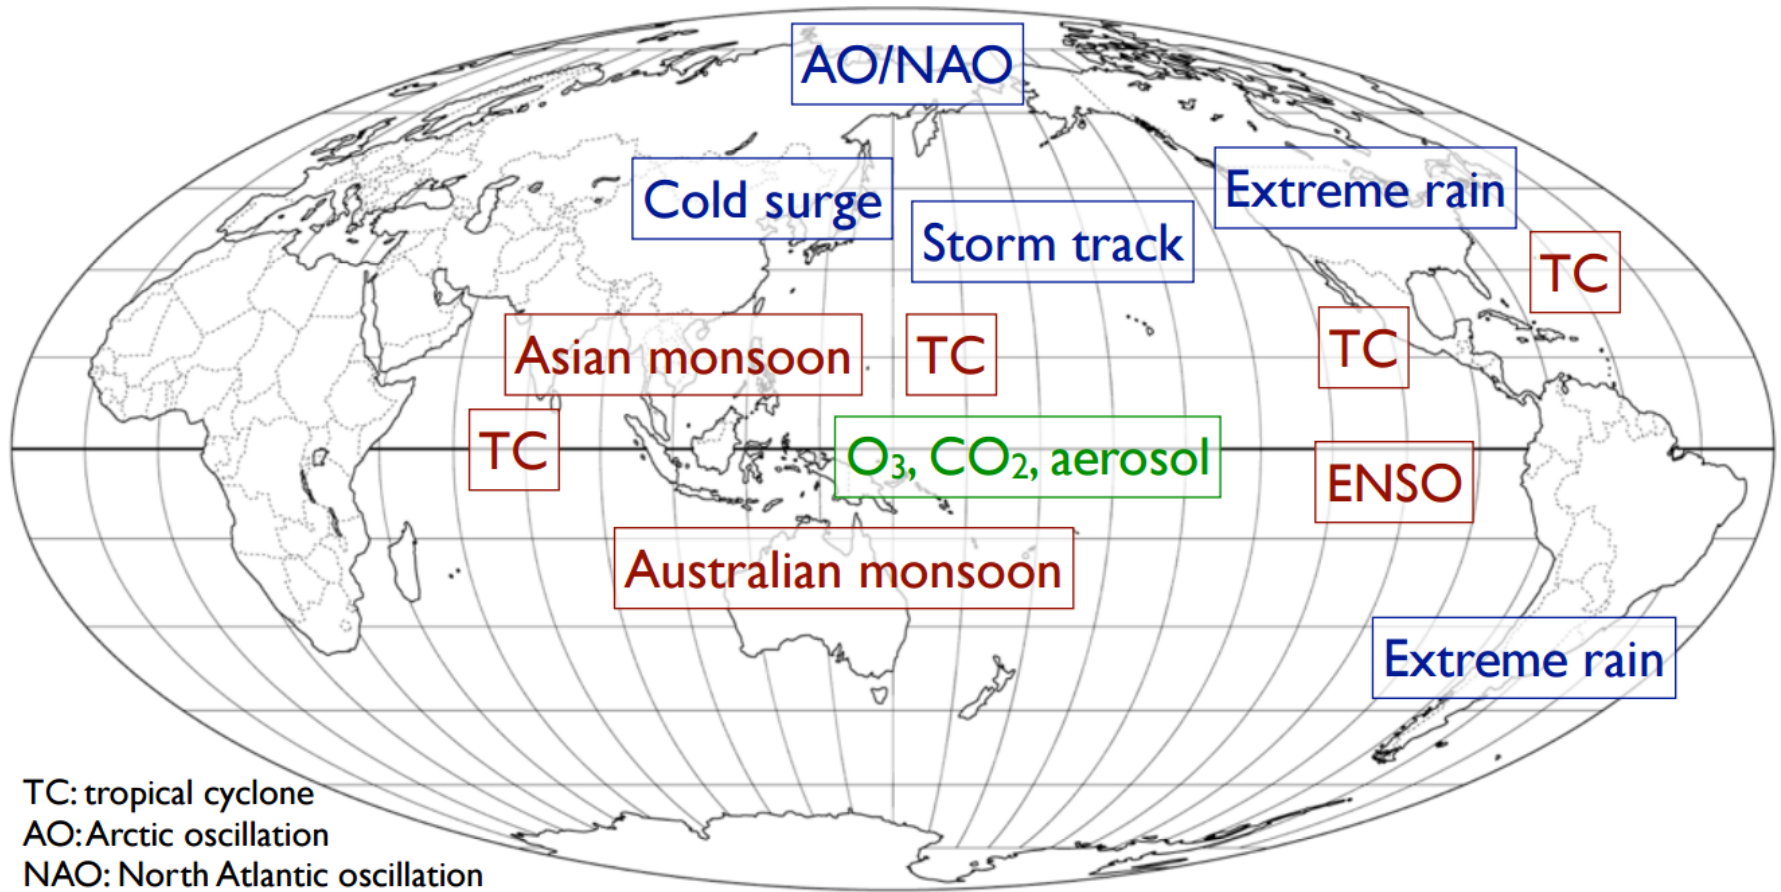 AO/NAO
Cold surge
Extreme rain
Storm track
TC
Asian monsoon
TC
TC
TC
O₃, CO₂, aerosol
ENSO
Australian monsoon
Extreme rain
TC: tropical cyclone
AO: Arctic oscillation
NAO: North Atlantic oscillation